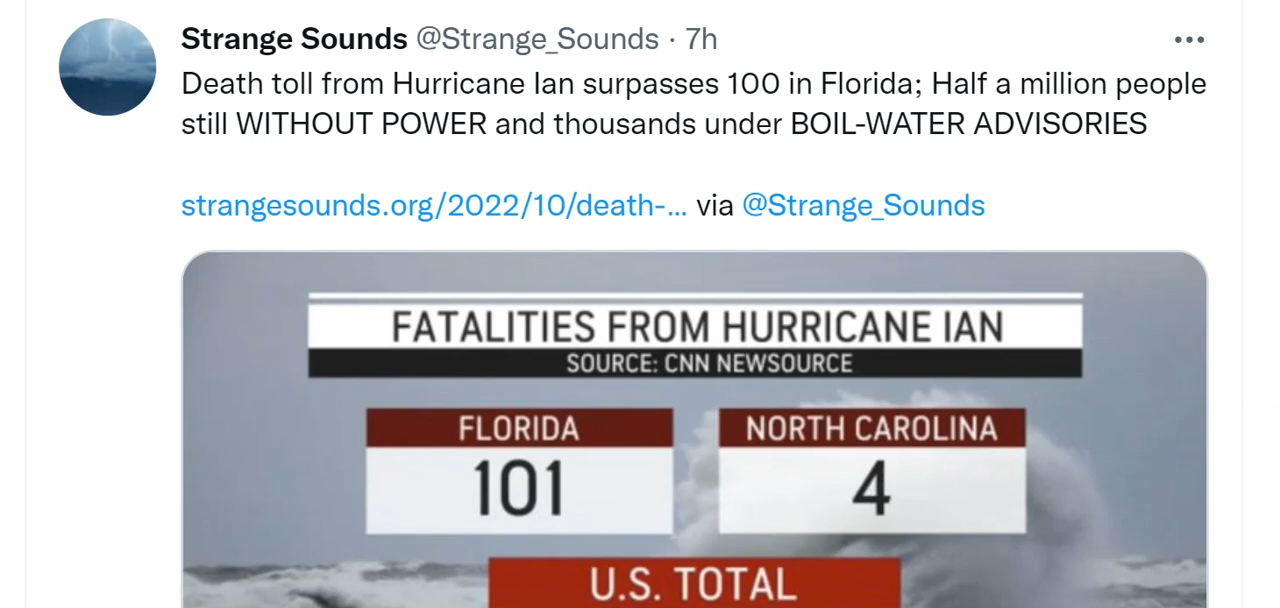 Strange Sounds @Strange_Sounds · 7h
Death toll from Hurricane Ian surpasses 100 in Florida; Half a million people
still WITHOUT POWER and thousands under BOIL-WATER ADVISORIES
strangesounds.org/2022/10/death-... via @Strange_Sounds
FATALITIES FROM HURRICANE IAN
SOURCE: CNN NEWSOURCE
FLORIDA
101
NORTH CAROLINA
4
U.S. TOTAL